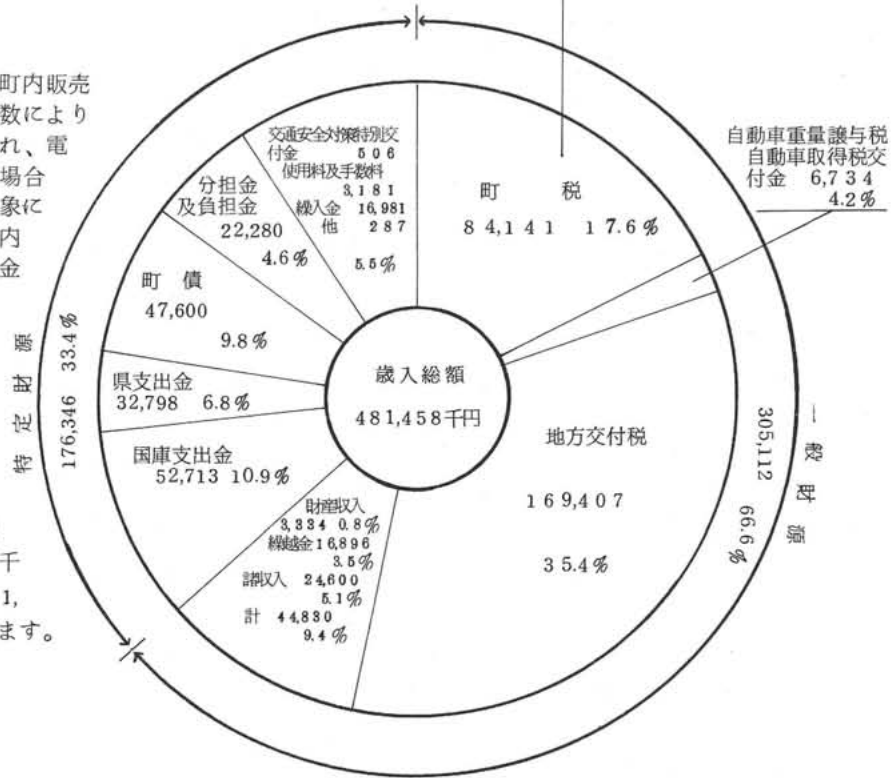 町内販売
数により
れ、電
場合
象に
内
金
千
1,
ます。
自動車重量譲与税
自動車取得税交
付金 6,734
4.2%
町税
84,141 17.6%
交通安全対策特別交
付金 506
使用料及手数料
3,181
繰入金 16,981
他 287
5.5%
分担金
及負担金
22,280
4.6%
町債
47,600
9.8%
県支出金
32,798 6.8%
国庫支出金
52,713 10.9%
財産収入
3,334 0.8%
繰越金16,896
3.5%
諸収入 24,600
5.1%
計 44,830
9.4%
歳入総額
481,458千円
地方交付税
169,407
35.4%
特定財源
176,346 33.4%
一般財源
305,112 66.6%